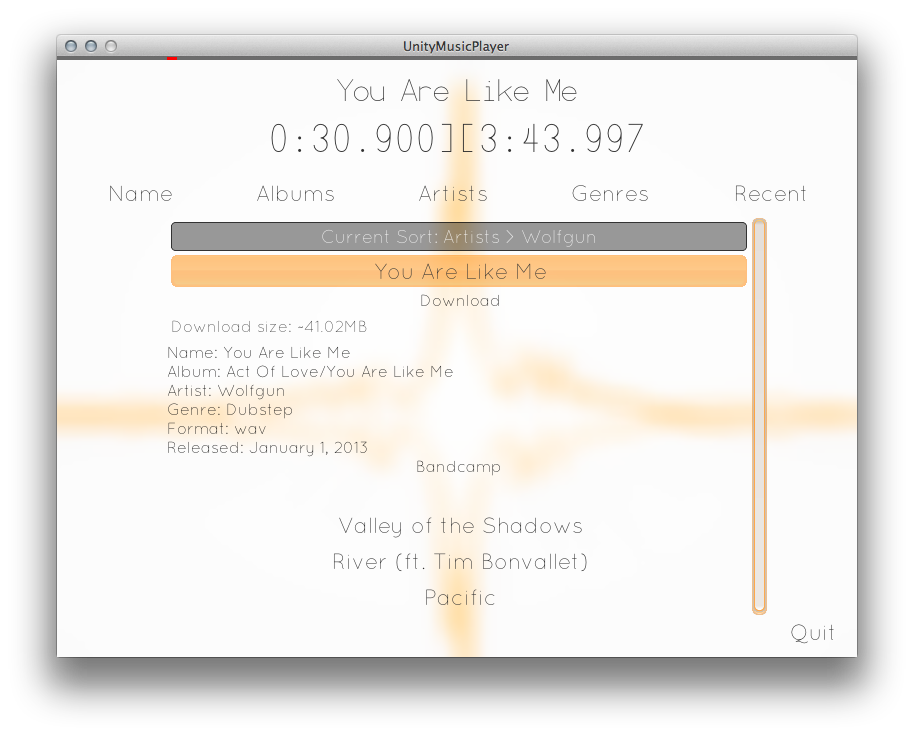 UnityMusicPlayer
You Are Like Me
0:30.900][3:43.997
Name Albums Artists Genres Recent
Current Sort: Artists > Wolfgun
You Are Like Me
Download
Download size: ~41.02MB
Name: You Are Like Me
Album: Act Of Love/You Are Like Me
Artist: Wolfgun
Genre: Dubstep
Format: wav
Released: January 1, 2013
Bandcamp
Valley of the Shadows
River (ft. Tim Bonvallet)
Pacific
Quit